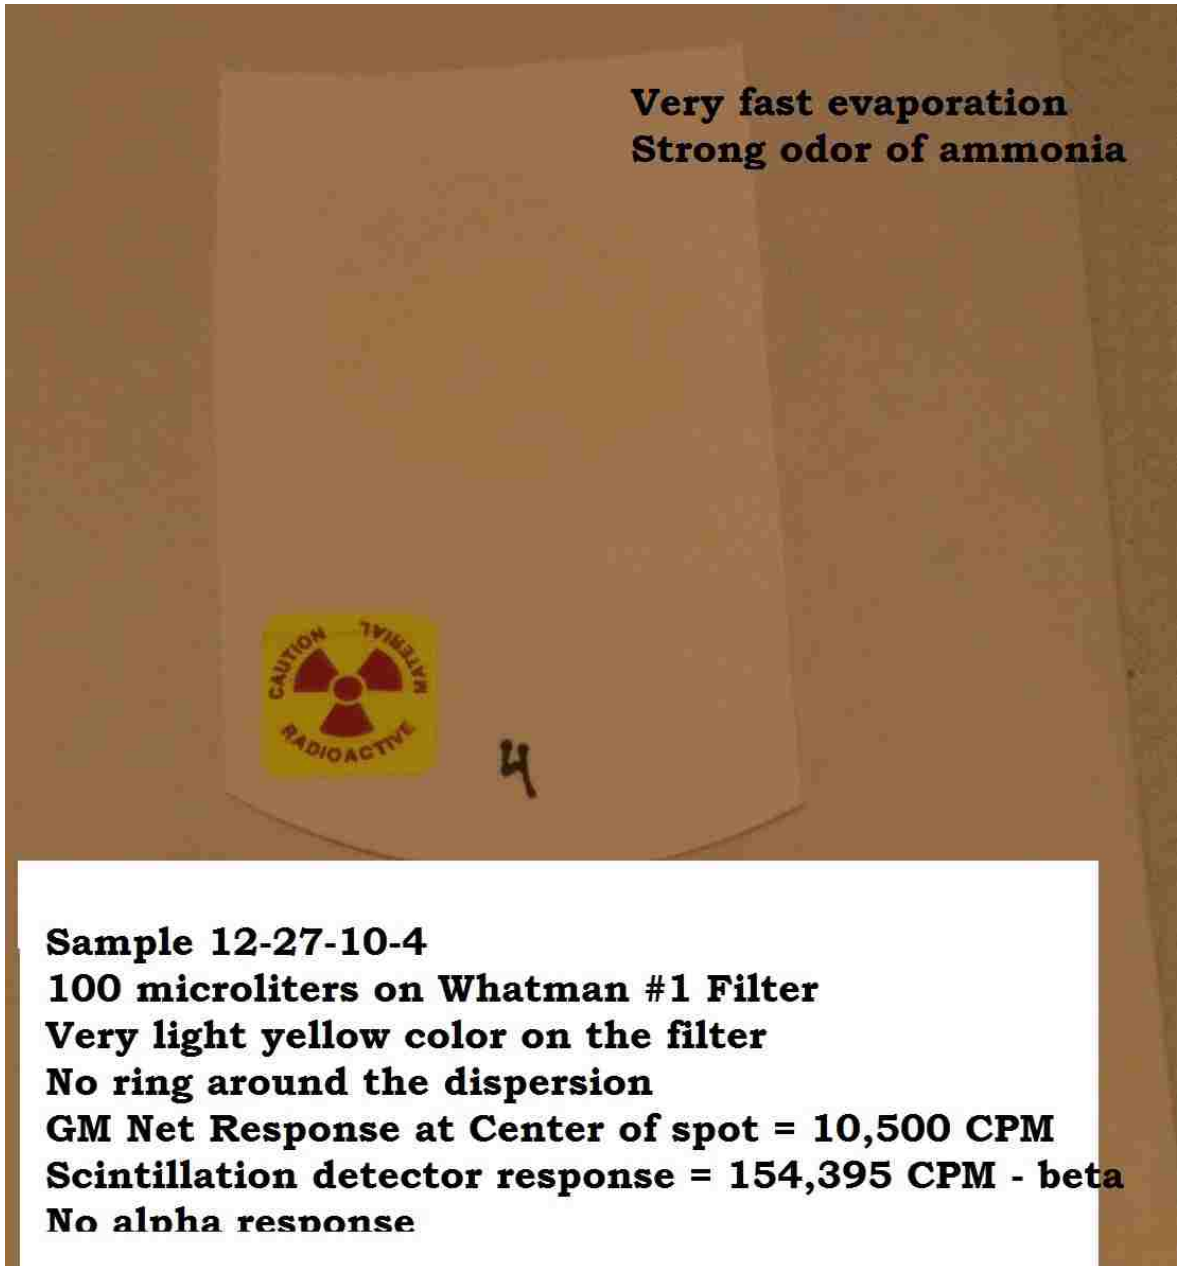 Very fast evaporation
Strong odor of ammonia
CAUTION
RADIOACTIVE
MATERIAL
4
Sample 12-27-10-4
100 microliters on Whatman #1 Filter
Very light yellow color on the filter
No ring around the dispersion
GM Net Response at Center of spot = 10,500 CPM
Scintillation detector response = 154,395 CPM - beta
No alpha response